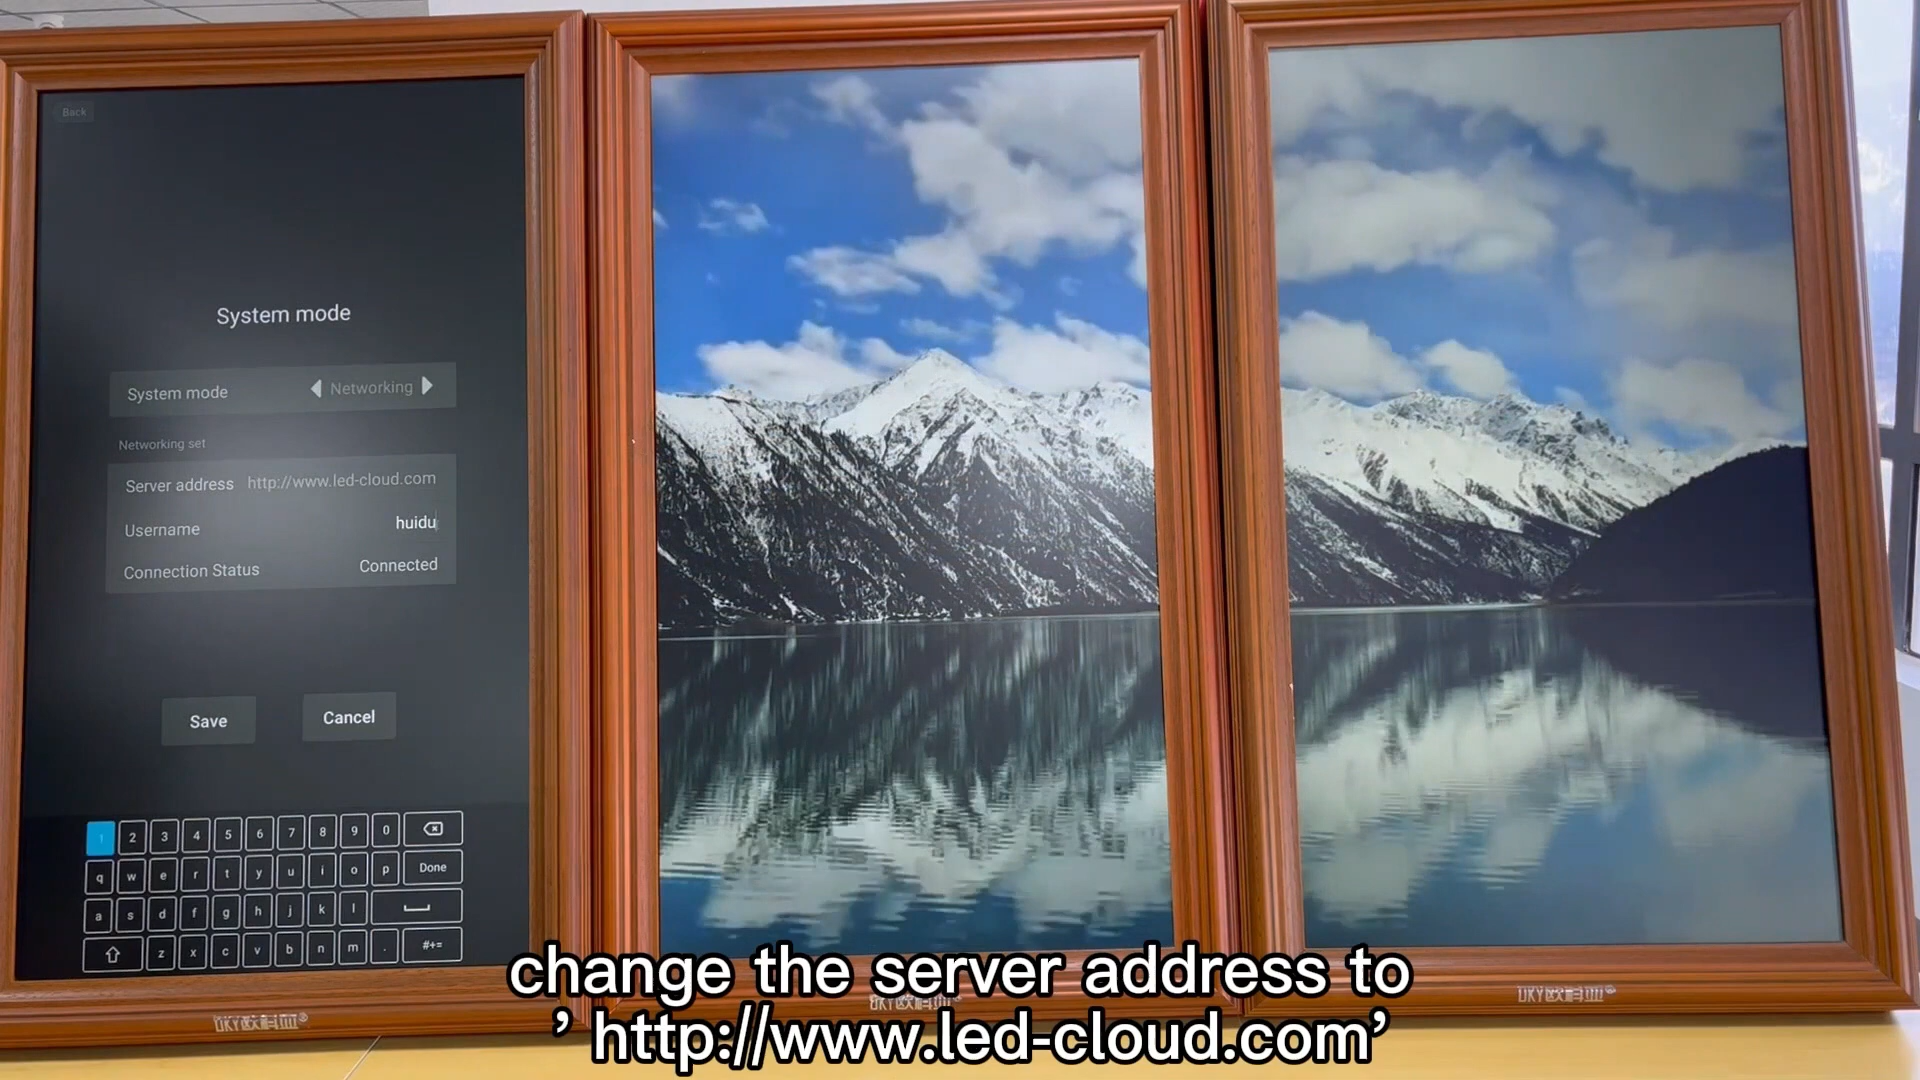 Back
System mode
System mode Networking
Networking set
Server address http://www.led-cloud.com
Username huidu
Connection Status Connected
Save Cancel
2 3 4 5 6 7 8 9 0
q w e r t y u i o p Done
a s d f g h j k l
z x c v b n m . #+=
change the server address to
’ http://www.led-cloud.com’